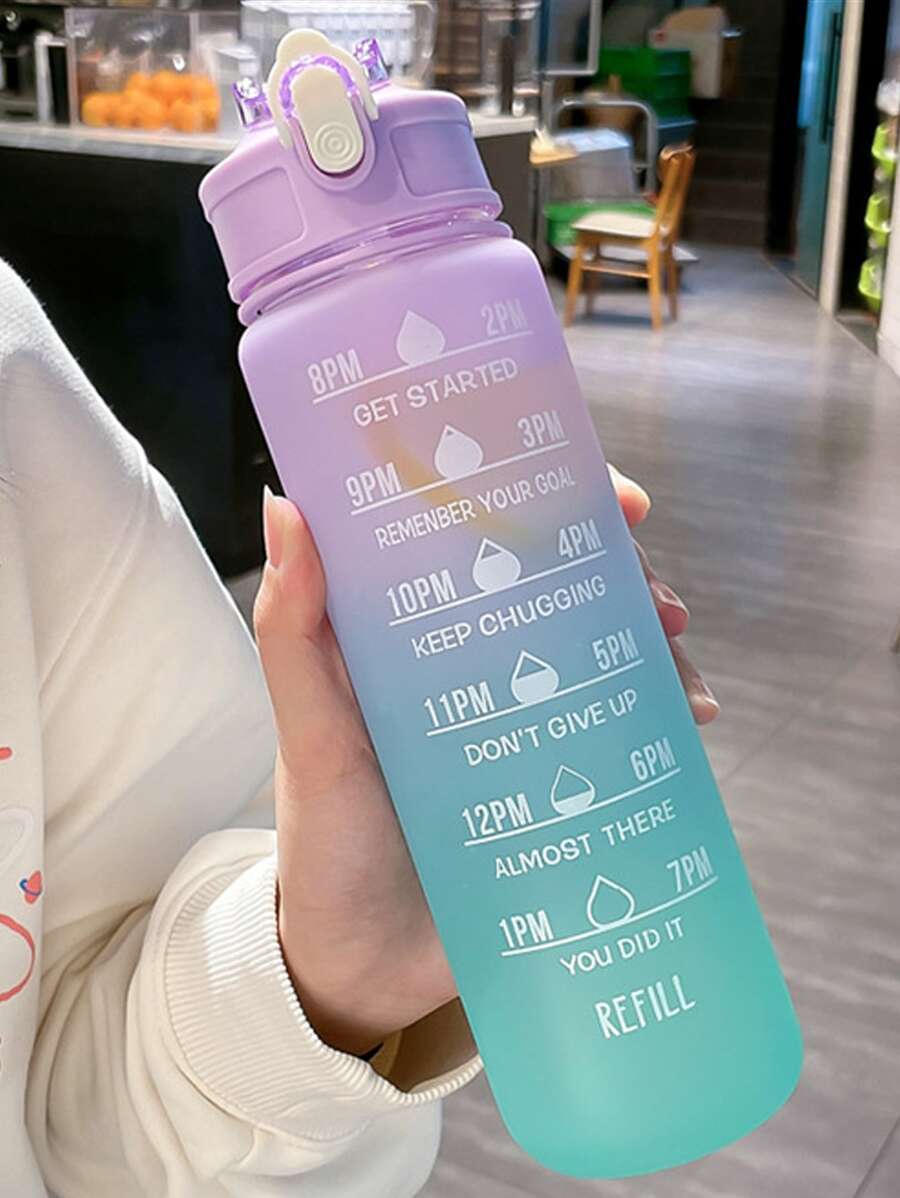 8PM 2PM
GET STARTED
9PM 3PM
REMENBER YOUR GOAL
10PM 4PM
KEEP CHUGGING
11PM 5PM
DON'T GIVE UP
12PM 6PM
ALMOST THERE
1PM 7PM
YOU DID IT
REFILL